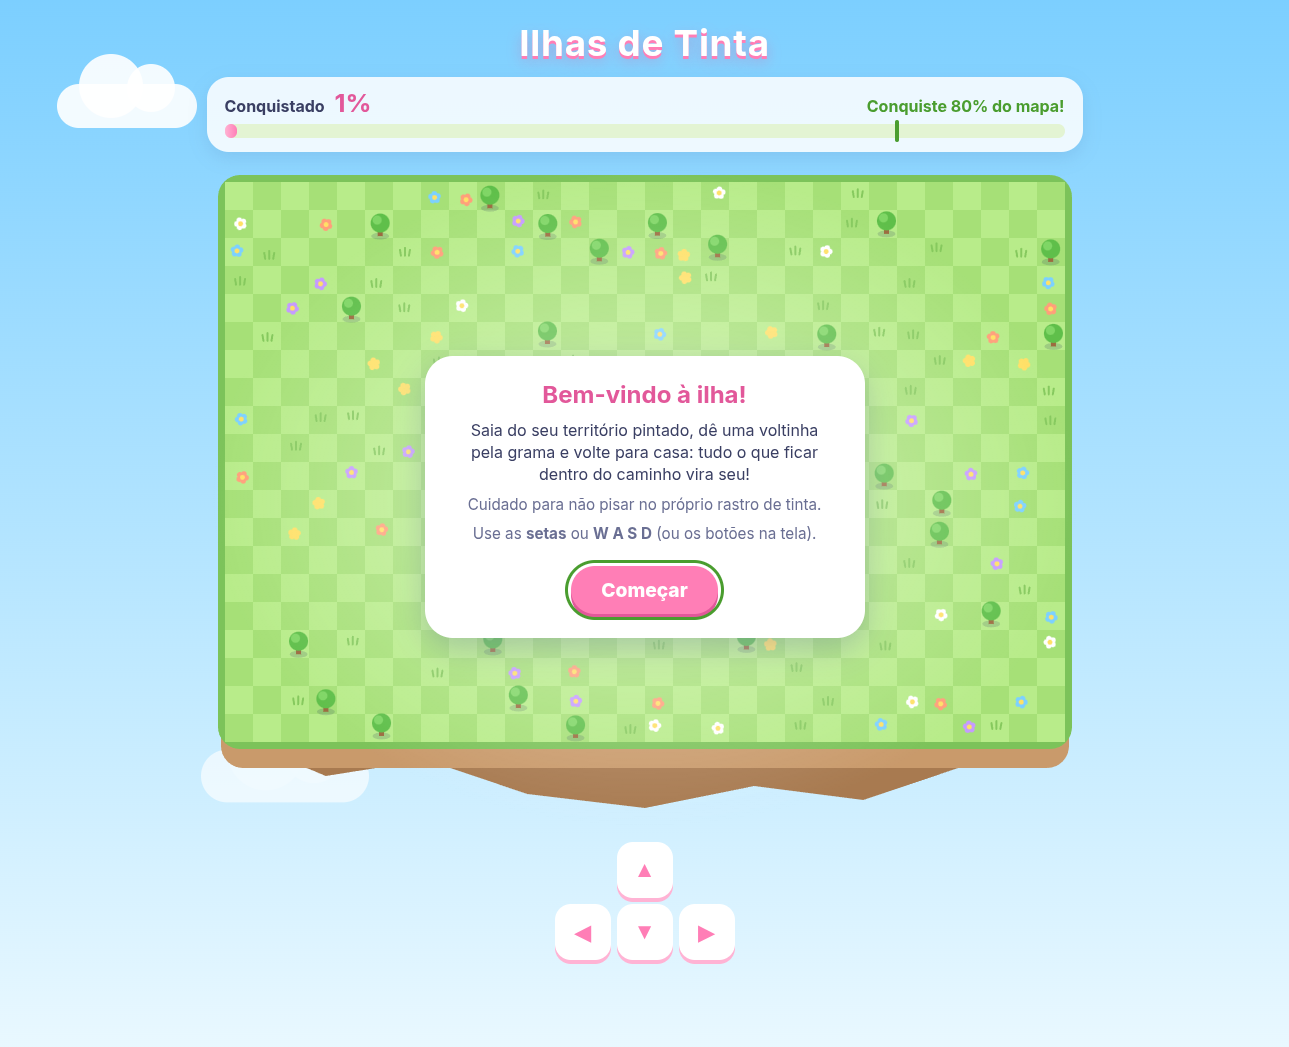 Ilhas de Tinta
Conquistado 1%
Conquiste 80% do mapa!
Bem-vindo à ilha!
Saia do seu território pintado, dê uma voltinha
pela grama e volte para casa: tudo o que ficar
dentro do caminho vira seu!
Cuidado para não pisar no próprio rastro de tinta.
Use as setas ou W A S D (ou os botões na tela).
Começar
▲
◀ ▼ ▶